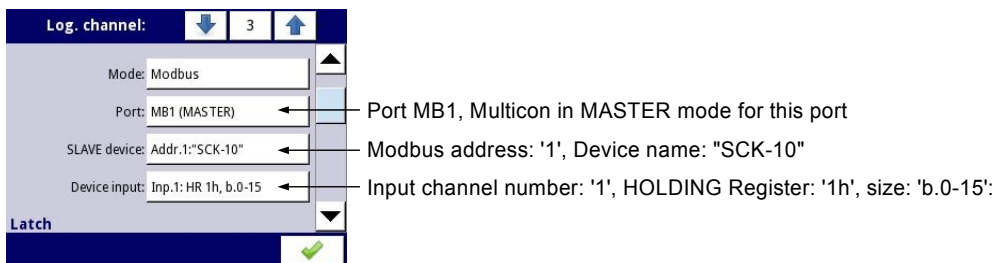 Log. channel: 3
Mode: Modbus
Port: MB1 (MASTER)
Port MB1, Multicon in MASTER mode for this port
SLAVE device: Addr.1:"SCK-10"
Modbus address: '1', Device name: "SCK-10"
Device input: Inp.1: HR 1h, b.0-15
Input channel number: '1', HOLDING Register: '1h', size: 'b.0-15':
Latch